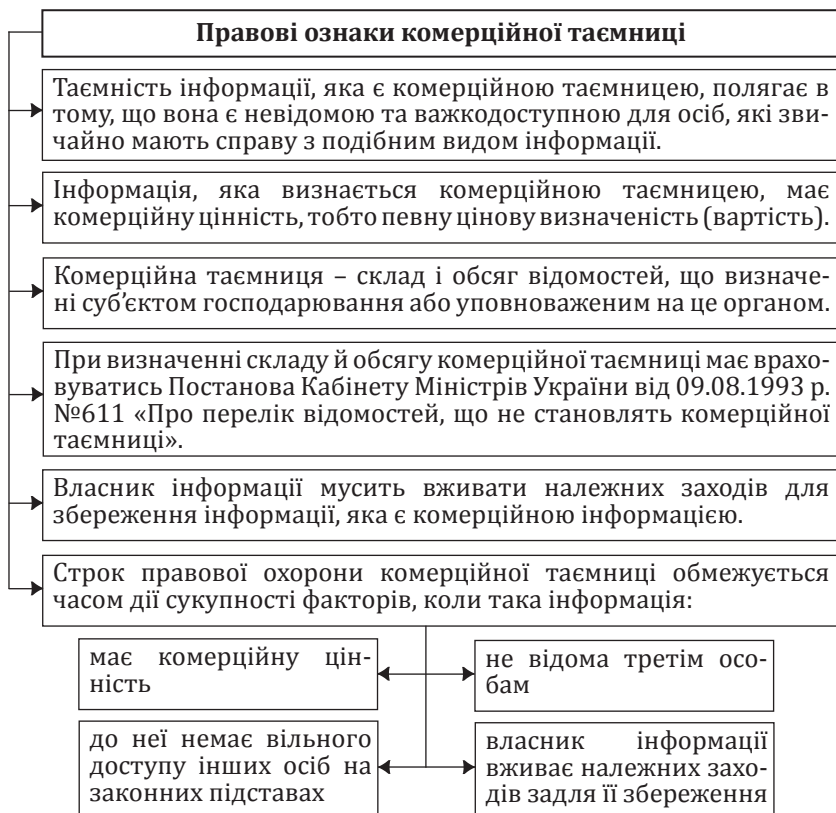 Правові ознаки комерційної таємниці
Таємність інформації, яка є комерційною таємницею, полягає в
тому, що вона є невідомою та важкодоступною для осіб, які зви-
чайно мають справу з подібним видом інформації.
Інформація, яка визнається комерційною таємницею, має
комерційну цінність, тобто певну цінову визначеність (вартість).
Комерційна таємниця – склад і обсяг відомостей, що визначе-
ні суб’єктом господарювання або уповноваженим на це органом.
При визначенні складу й обсягу комерційної таємниці має врахо-
вуватись Постанова Кабінету Міністрів України від 09.08.1993 р.
№611 «Про перелік відомостей, що не становлять комерційної
таємниці».
Власник інформації мусить вживати належних заходів для
збереження інформації, яка є комерційною інформацією.
Строк правової охорони комерційної таємниці обмежується
часом дії сукупності факторів, коли така інформація:
має комерційну цін-
ність
не відома третім осо-
бам
до неї немає вільного
доступу інших осіб на
законних підставах
власник інформації
вживає належних захо-
дів задля її збереження